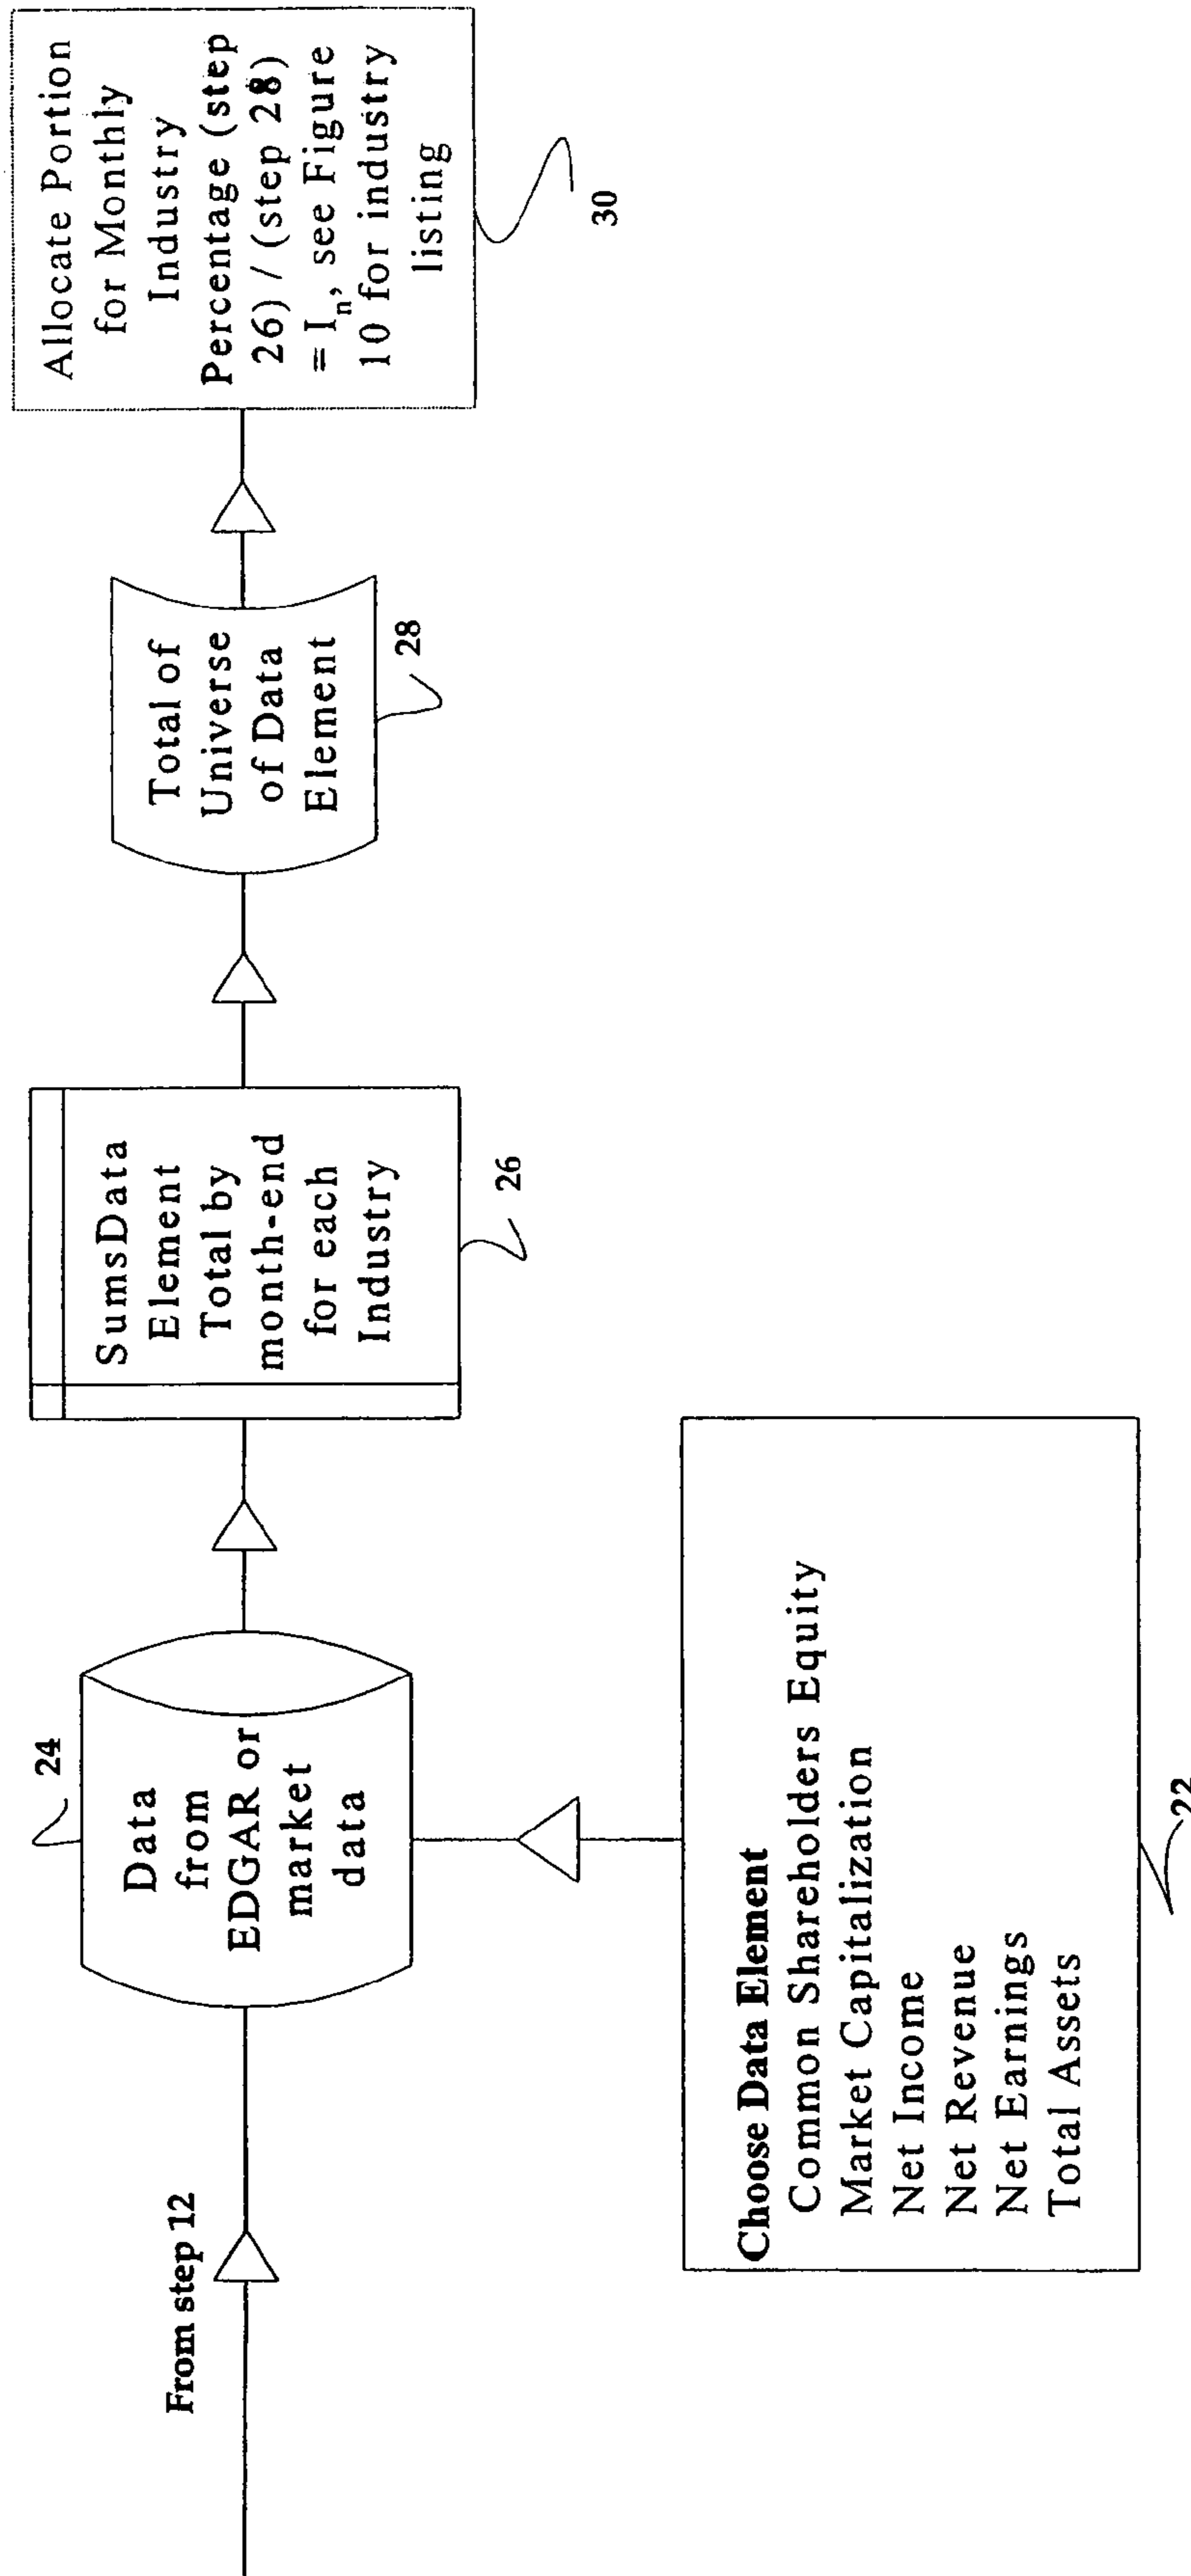 From step 12
24
Data
from
EDGAR or
market
data
Choose Data Element
Common Shareholders Equity
Market Capitalization
Net Income
Net Revenue
Net Earnings
Total Assets
22
SumsData
Element
Total by
month-end
for each
Industry
26
Total of
Universe
of Data
Element
28
Allocate Portion
for Monthly
Industry
Percentage (step
26) / (step 28)
= Iₙ, see Figure
10 for industry
listing
30